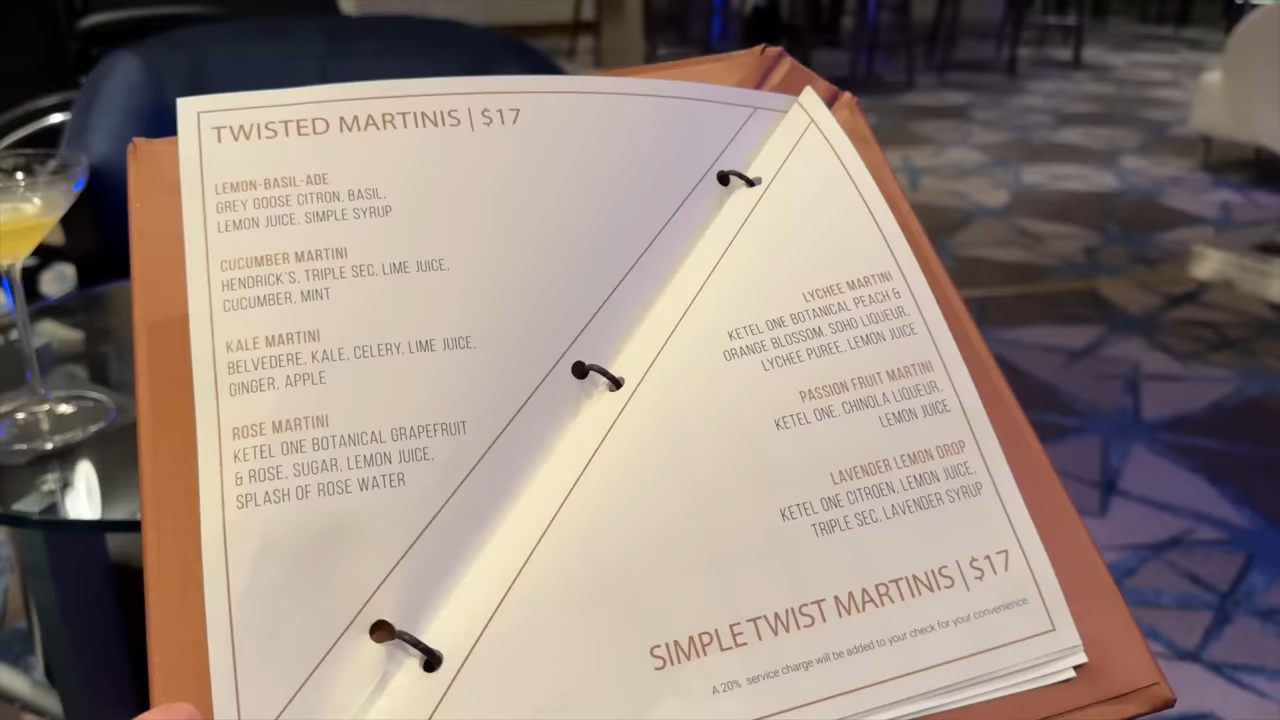 TWISTED MARTINIS | $17
LEMON-BASIL-ADE
GREY GOOSE CITRON, BASIL,
LEMON JUICE, SIMPLE SYRUP
CUCUMBER MARTINI
HENDRICK'S, TRIPLE SEC, LIME JUICE,
CUCUMBER, MINT
KALE MARTINI
BELVEDERE, KALE, CELERY, LIME JUICE,
GINGER, APPLE
ROSE MARTINI
KETEL ONE BOTANICAL GRAPEFRUIT
& ROSE, SUGAR, LEMON JUICE,
SPLASH OF ROSE WATER
LYCHEE MARTINI
KETEL ONE BOTANICAL PEACH &
ORANGE BLOSSOM, SOHO LIQUEUR,
LYCHEE PUREE, LEMON JUICE
PASSION FRUIT MARTINI
KETEL ONE, CHINOLA LIQUEUR,
LEMON JUICE
LAVENDER LEMON DROP
KETEL ONE CITROEN, LEMON JUICE,
TRIPLE SEC, LAVENDER SYRUP
SIMPLE TWIST MARTINIS | $17
A 20% service charge will be added to your check for your convenience.